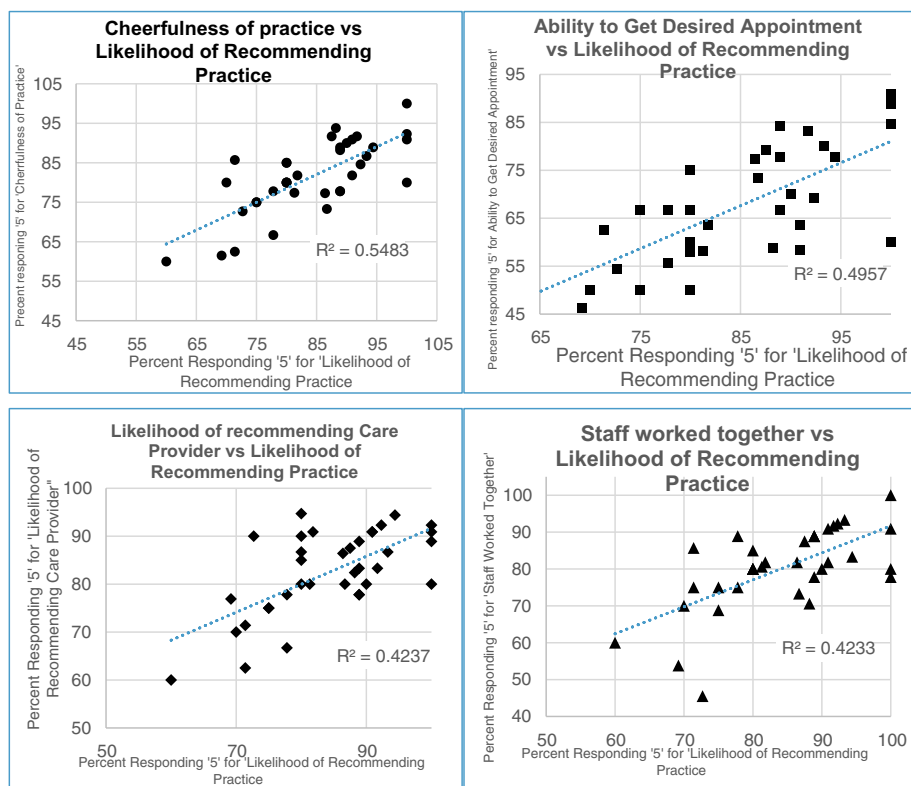 Cheerfulness of practice vs
Likelihood of Recommending
Practice
Precent responing '5' for 'Cherfulness of Practice'
105
95
85
75
65
55
45
R² = 0.5483
45
55
65
75
85
95
105
Percent Responding '5' for 'Likelihood of
Recommending Practice
Ability to Get Desired Appointment
vs Likelihood of Recommending
Practice
Percent responding '5' for Ability to Get Desired Appointment'
95
85
75
65
55
45
R² = 0.4957
65
75
85
95
Percent Responding '5' for 'Likelihood of
Recommending Practice
Likelihood of recommending Care
Provider vs Likelihood of
Recommending Practice
Percent Responding '5' for 'Likelihood of
Recommending Care Provider"
100
90
80
70
60
50
R² = 0.4237
50
70
90
Percent Responding '5' for 'Likelihood of Recommending
Practice
Staff worked together vs
Likelihood of Recommending
Practice
Percent Responding '5' for 'Staff Worked Together'
100
90
80
70
60
50
40
R² = 0.4233
50
60
70
80
90
100
Percent Responding '5' for 'Likelihood of Recommending
Practice